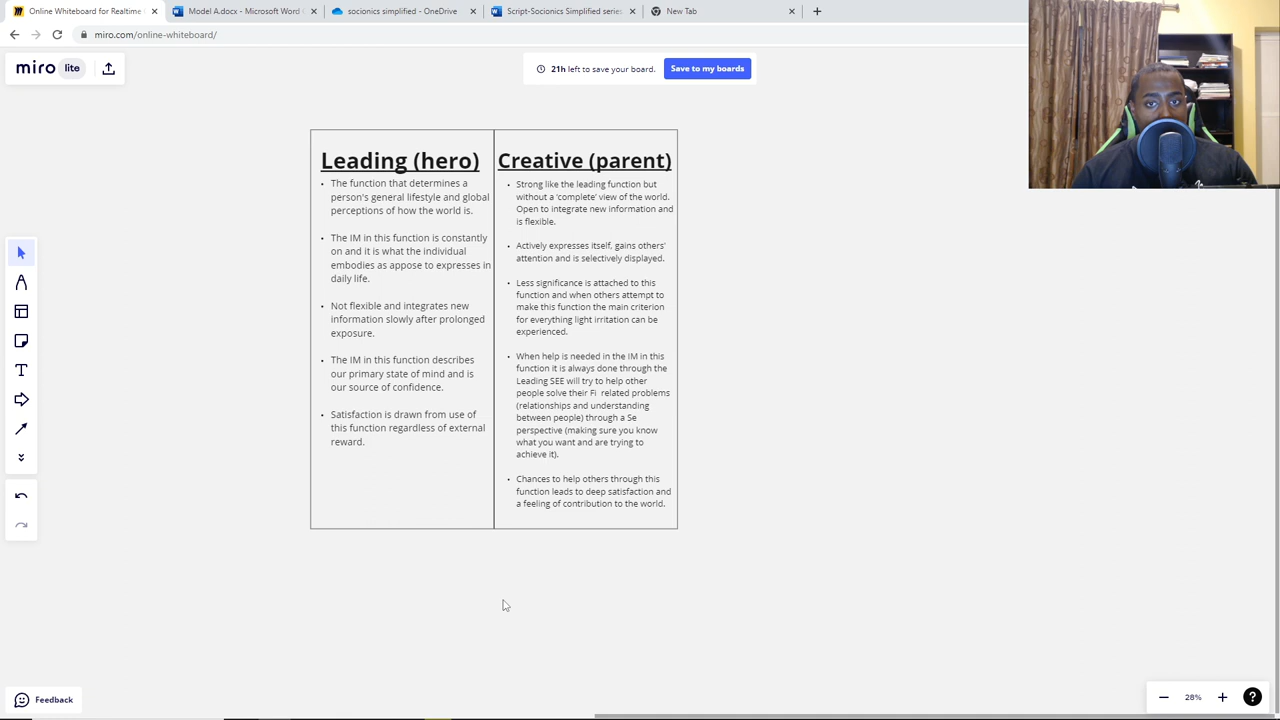 Online Whiteboard for Realtime
Model A.docx - Microsoft Word
socionics simplified - OneDrive
Script-Socionics Simplified serie
New Tab
miro.com/online-whiteboard/
miro lite
21h left to save your board.
Save to my boards
Leading (hero)
• The function that determines a
person's general lifestyle and global
perceptions of how the world is.
• The IM in this function is constantly
on and it is what the individual
embodies as appose to expresses in
daily life.
• Not flexible and integrates new
information slowly after prolonged
exposure.
• The IM in this function describes
our primary state of mind and is
our source of confidence.
• Satisfaction is drawn from use of
this function regardless of external
reward.
Creative (parent)
• Strong like the leading function but
without a 'complete' view of the world.
Open to integrate new information and
is flexible.
• Actively expresses itself, gains others'
attention and is selectively displayed.
• Less significance is attached to this
function and when others attempt to
make this function the main criterion
for everything light irritation can be
experienced.
• When help is needed in the IM in this
function it is always done through the
Leading SEE will try to help other
people solve their Fi related problems
(relationships and understanding
between people) through a Se
perspective (making sure you know
what you want and are trying to
achieve it).
• Chances to help others through this
function leads to deep satisfaction and
a feeling of contribution to the world.
Feedback
28%